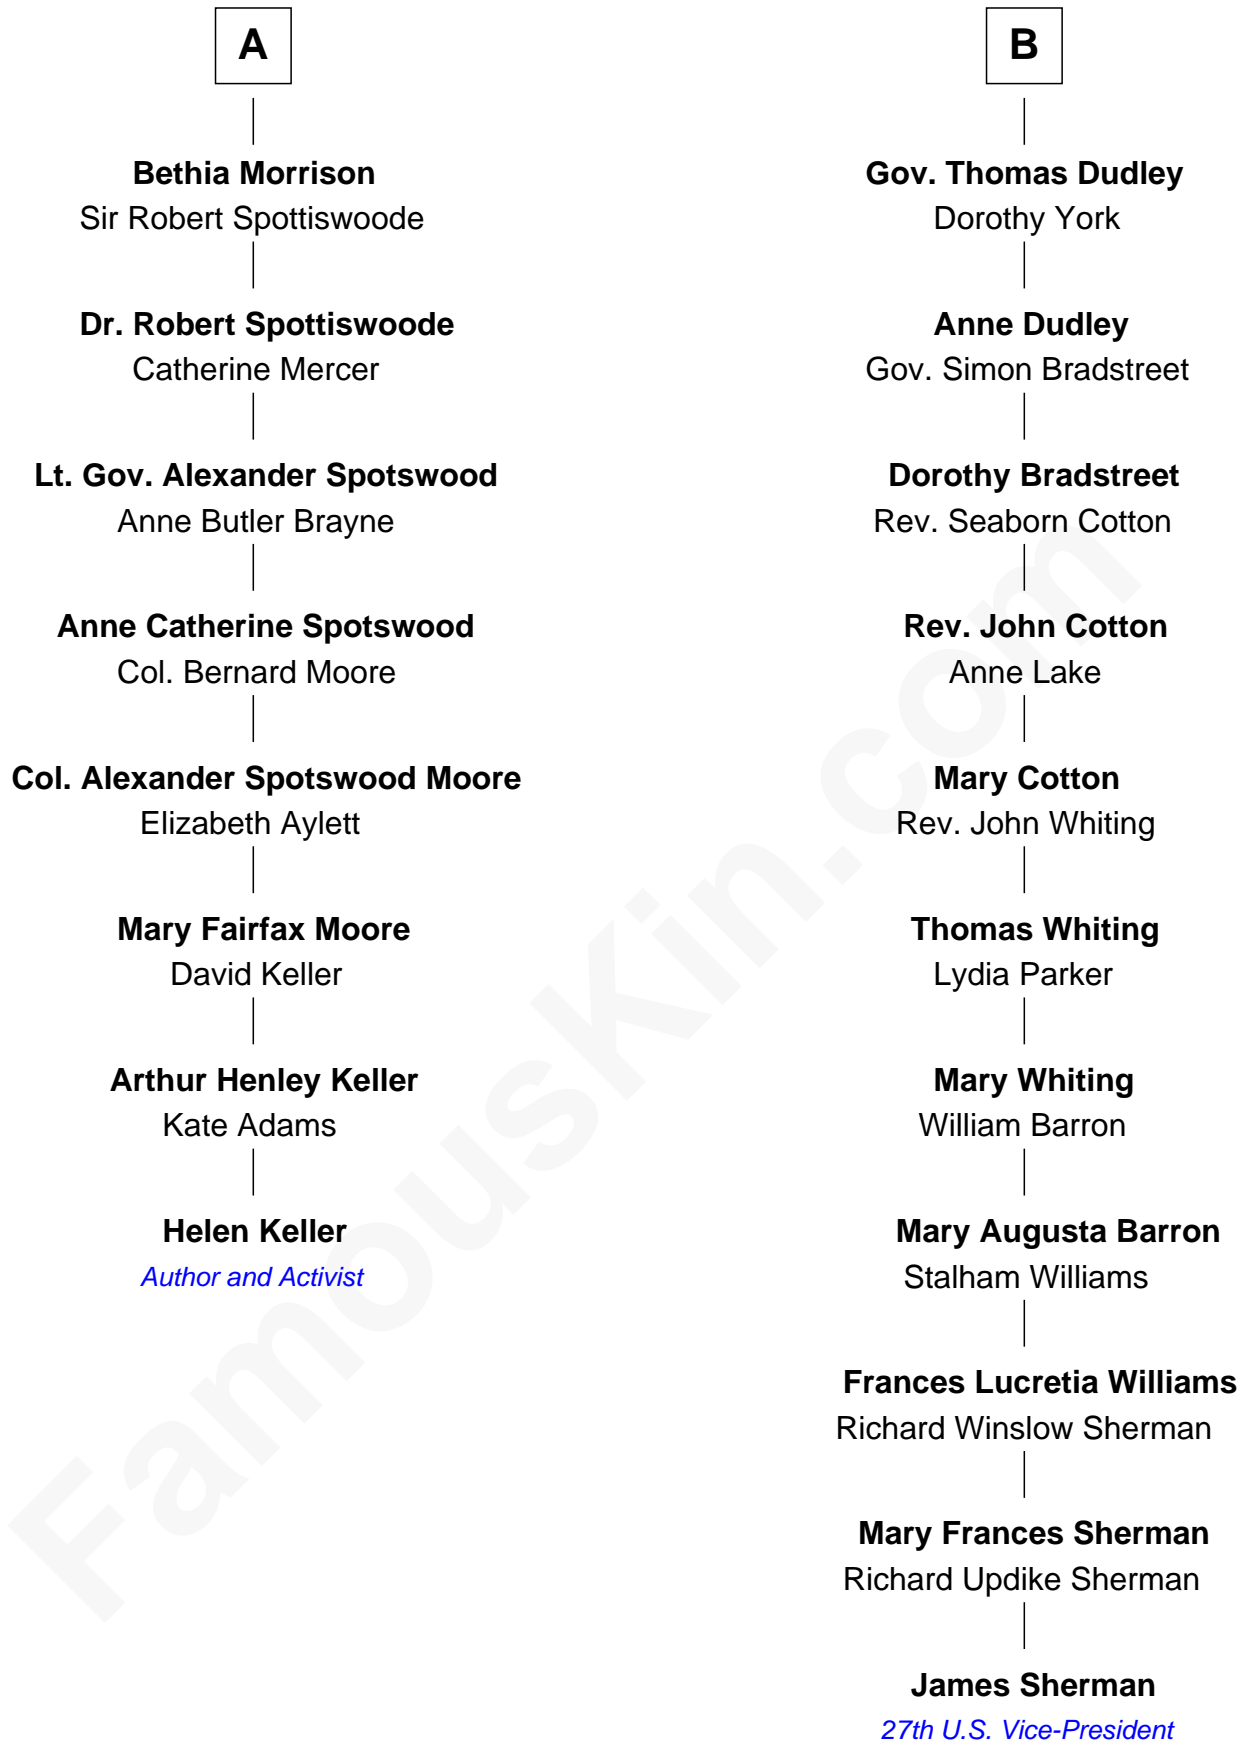 A
Bethia Morrison
Sir Robert Spottiswoode
Dr. Robert Spottiswoode
Catherine Mercer
Lt. Gov. Alexander Spotswood
Anne Butler Brayne
Anne Catherine Spotswood
Col. Bernard Moore
Col. Alexander Spotswood Moore
Elizabeth Aylett
Mary Fairfax Moore
David Keller
Arthur Henley Keller
Kate Adams
Helen Keller
Author and Activist
B
Gov. Thomas Dudley
Dorothy York
Anne Dudley
Gov. Simon Bradstreet
Dorothy Bradstreet
Rev. Seaborn Cotton
Rev. John Cotton
Anne Lake
Mary Cotton
Rev. John Whiting
Thomas Whiting
Lydia Parker
Mary Whiting
William Barron
Mary Augusta Barron
Stalham Williams
Frances Lucretia Williams
Richard Winslow Sherman
Mary Frances Sherman
Richard Updike Sherman
James Sherman
27th U.S. Vice-President
FamousKin.com